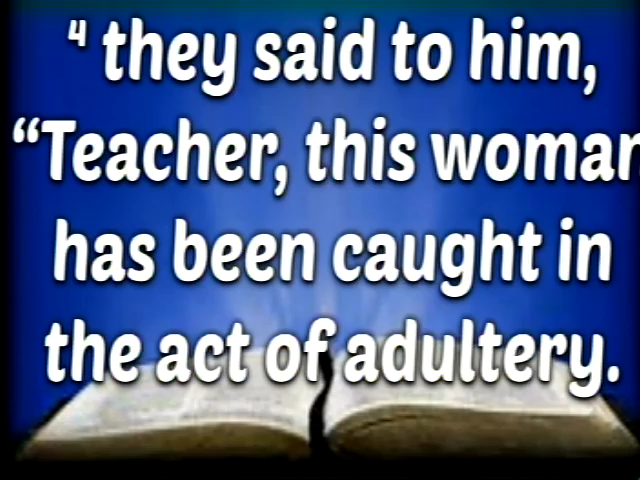 ⁴ they said to him,
“Teacher, this woman
has been caught in
the act of adultery.